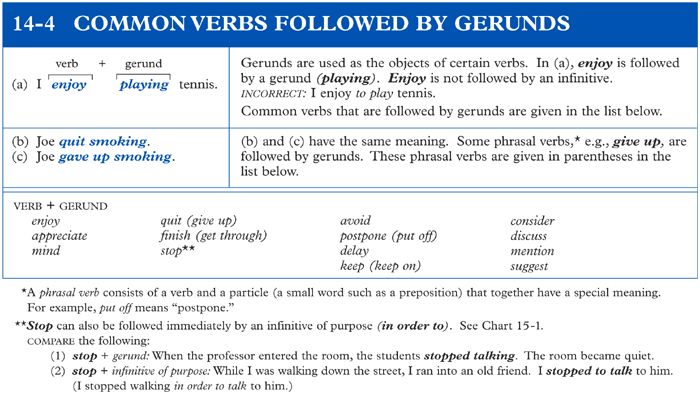 14-4 COMMON VERBS FOLLOWED BY GERUNDS
verb + gerund
(a) I enjoy playing tennis.
Gerunds are used as the objects of certain verbs. In (a), enjoy is followed
by a gerund (playing). Enjoy is not followed by an infinitive.
INCORRECT: I enjoy to play tennis.
Common verbs that are followed by gerunds are given in the list below.
(b) Joe quit smoking.
(c) Joe gave up smoking.
(b) and (c) have the same meaning. Some phrasal verbs,* e.g., give up, are
followed by gerunds. These phrasal verbs are given in parentheses in the
list below.
VERB + GERUND
enjoy quit (give up) avoid consider
appreciate finish (get through) postpone (put off) discuss
mind stop** delay mention
keep (keep on) suggest
*A phrasal verb consists of a verb and a particle (a small word such as a preposition) that together have a special meaning.
For example, put off means “postpone.”
**Stop can also be followed immediately by an infinitive of purpose (in order to). See Chart 15-1.
COMPARE the following:
(1) stop + gerund: When the professor entered the room, the students stopped talking. The room became quiet.
(2) stop + infinitive of purpose: While I was walking down the street, I ran into an old friend. I stopped to talk to him.
(I stopped walking in order to talk to him.)